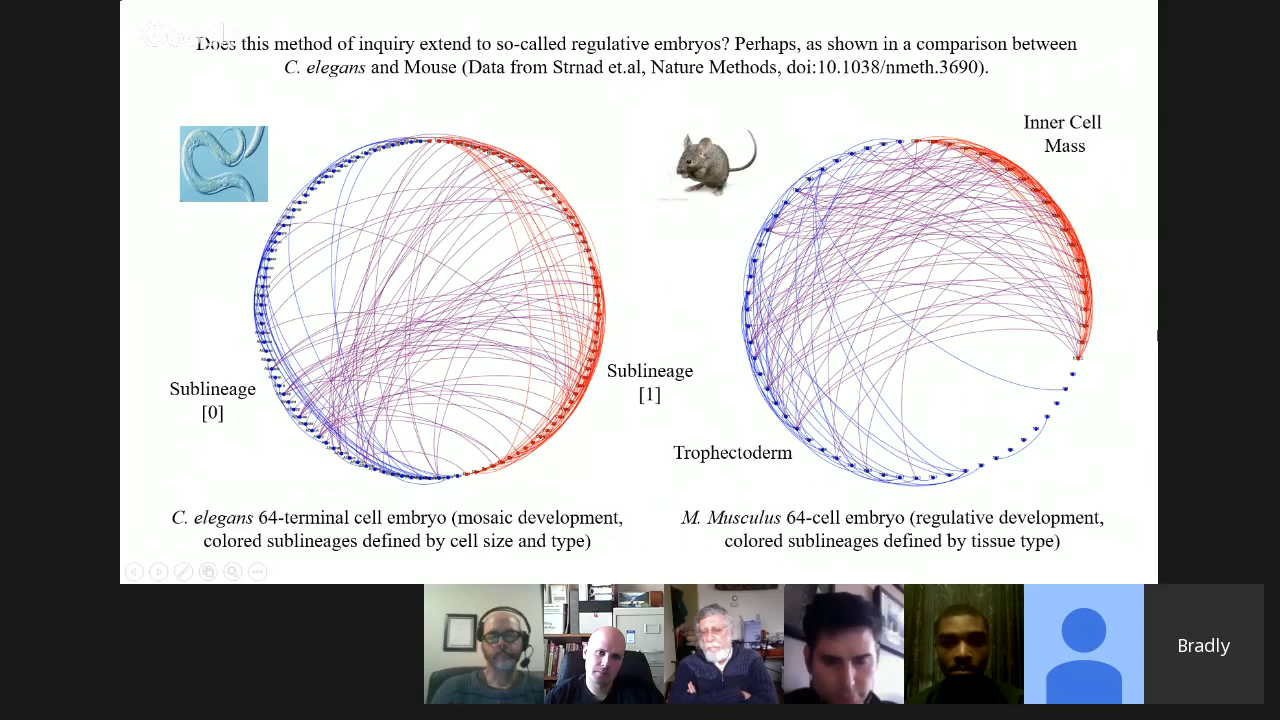 Does this method of inquiry extend to so-called regulative embryos? Perhaps, as shown in a comparison between
C. elegans and Mouse (Data from Strnad et.al, Nature Methods, doi:10.1038/nmeth.3690).
Inner Cell
Mass
Sublineage
[0]
Sublineage
[1]
Trophectoderm
C. elegans 64-terminal cell embryo (mosaic development,
colored sublineages defined by cell size and type)
M. Musculus 64-cell embryo (regulative development,
colored sublineages defined by tissue type)
Bradly